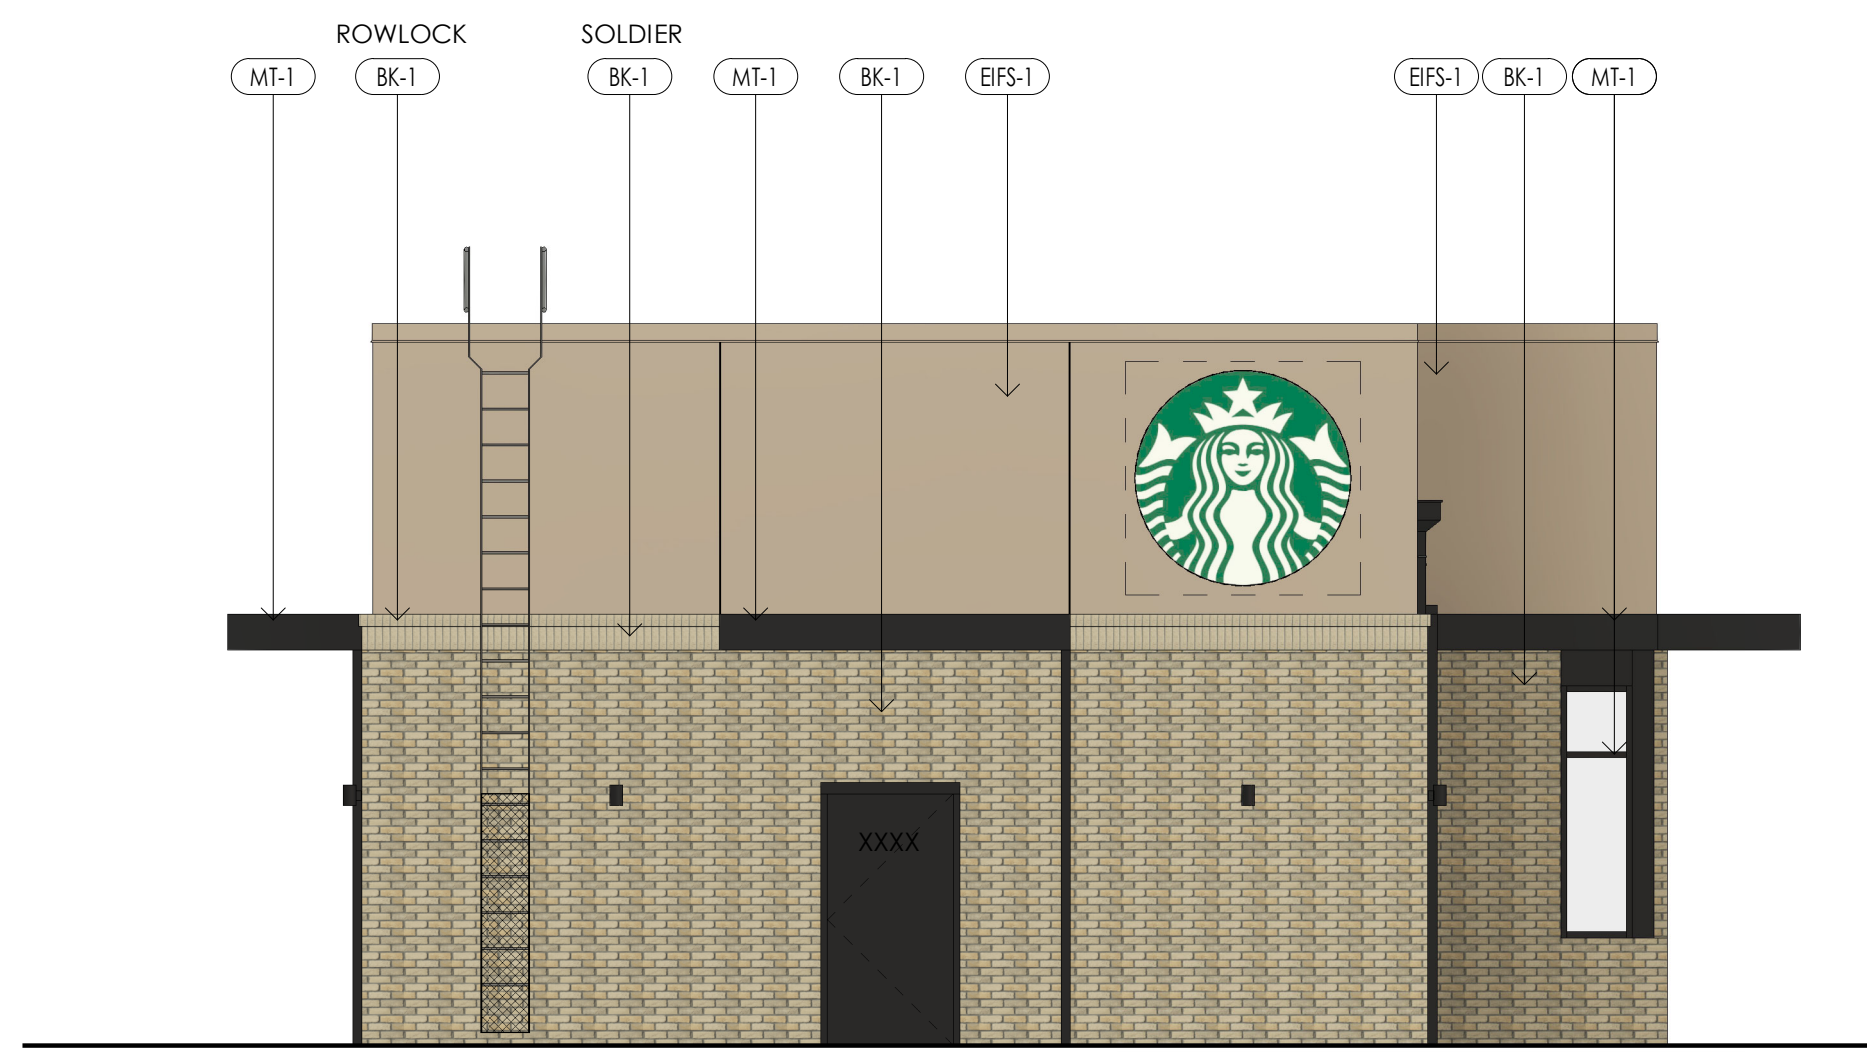 ROWLOCK SOLDIER
MT-1 BK-1 BK-1 MT-1 BK-1 EIFS-1 EIFS-1 BK-1 MT-1
XXXX